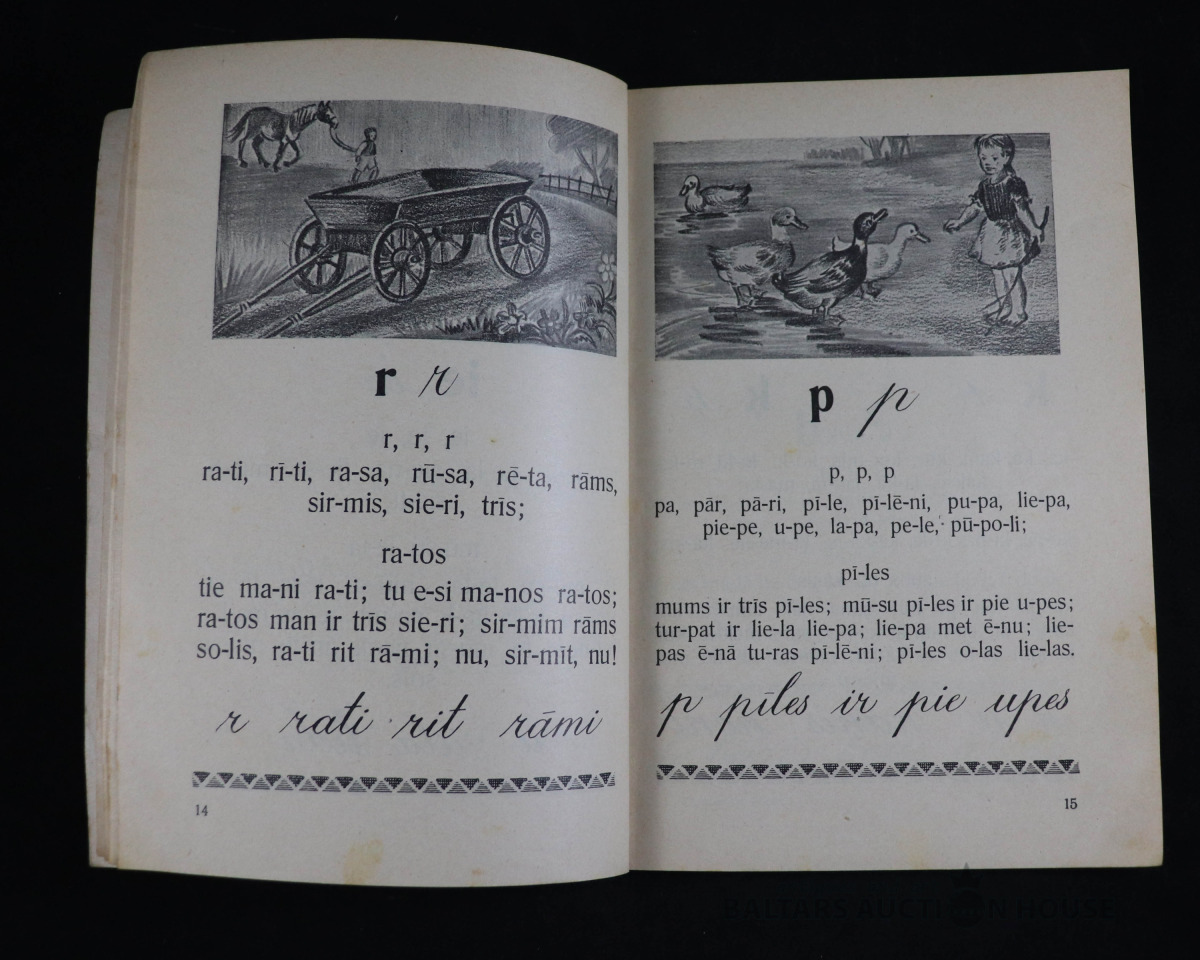 r r
r, r, r
ra-ti, rī-ti, ra-sa, rū-sa, rē-ta, rāms,
sir-mis, sie-ri, trīs;
ra-tos
tie ma-ni ra-ti; tu e-si ma-nos ra-tos;
ra-tos man ir trīs sie-ri; sir-mim rāms
so-lis, ra-ti rit rā-mi; nu, sir-mīt, nu!
r rati rit rāmi
14
p p
p, p, p
pa, pār, pā-ri, pī-le, pī-lē-ni, pu-pa, lie-pa,
pie-pe, u-pe, la-pa, pe-le, pū-po-li;
pī-les
mums ir trīs pī-les; mū-su pī-les ir pie u-pes;
tur-pat ir lie-la lie-pa; lie-pa met ē-nu; lie-
pas ē-nā tu-ras pī-lē-ni; pī-les o-las lie-las.
p pīles ir pie upes
15
BALTARS AUCTION HOUSE